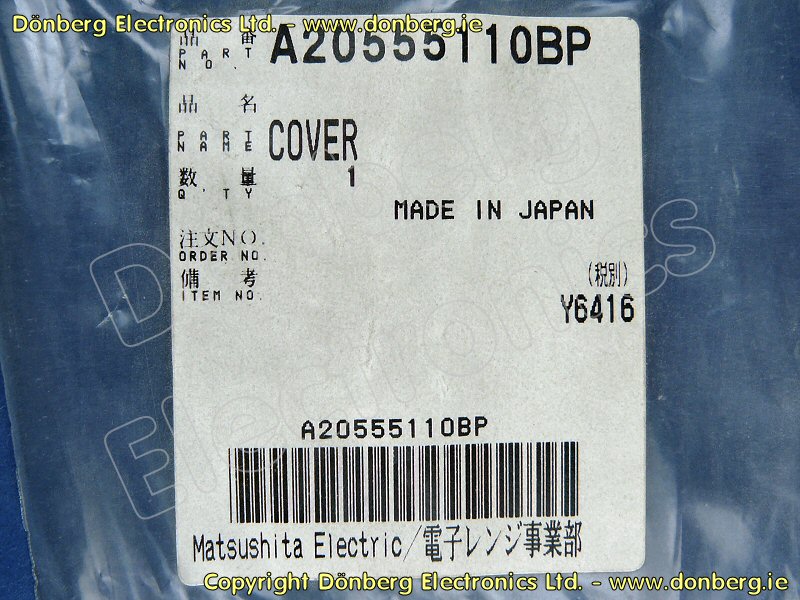 Dönberg Electronics Ltd. - www.donberg.ie
品番 A20555110BP
PART NO.
品名
PART NAME COVER
数量 1
Q'TY
MADE IN JAPAN
注文NO.
ORDER NO.
備考
ITEM NO.
(税別)
Y6416
A20555110BP
Matsushita Electric/電子レンジ事業部
Dönberg Electronics
Copyright Dönberg Electronics Ltd. - www.donberg.ie